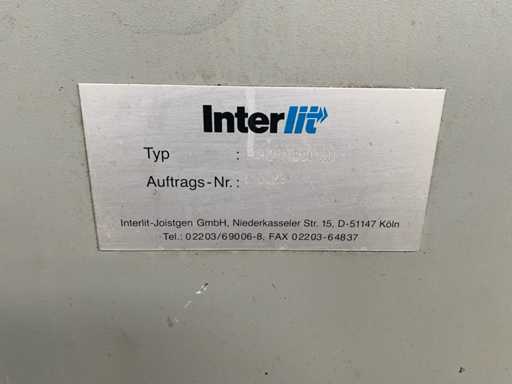 Interlit
Typ :
Auftrags-Nr. :
Interlit-Joistgen GmbH, Niederkasseler Str. 15, D-51147 Köln
Tel.: 02203/69006-8, FAX 02203-64837